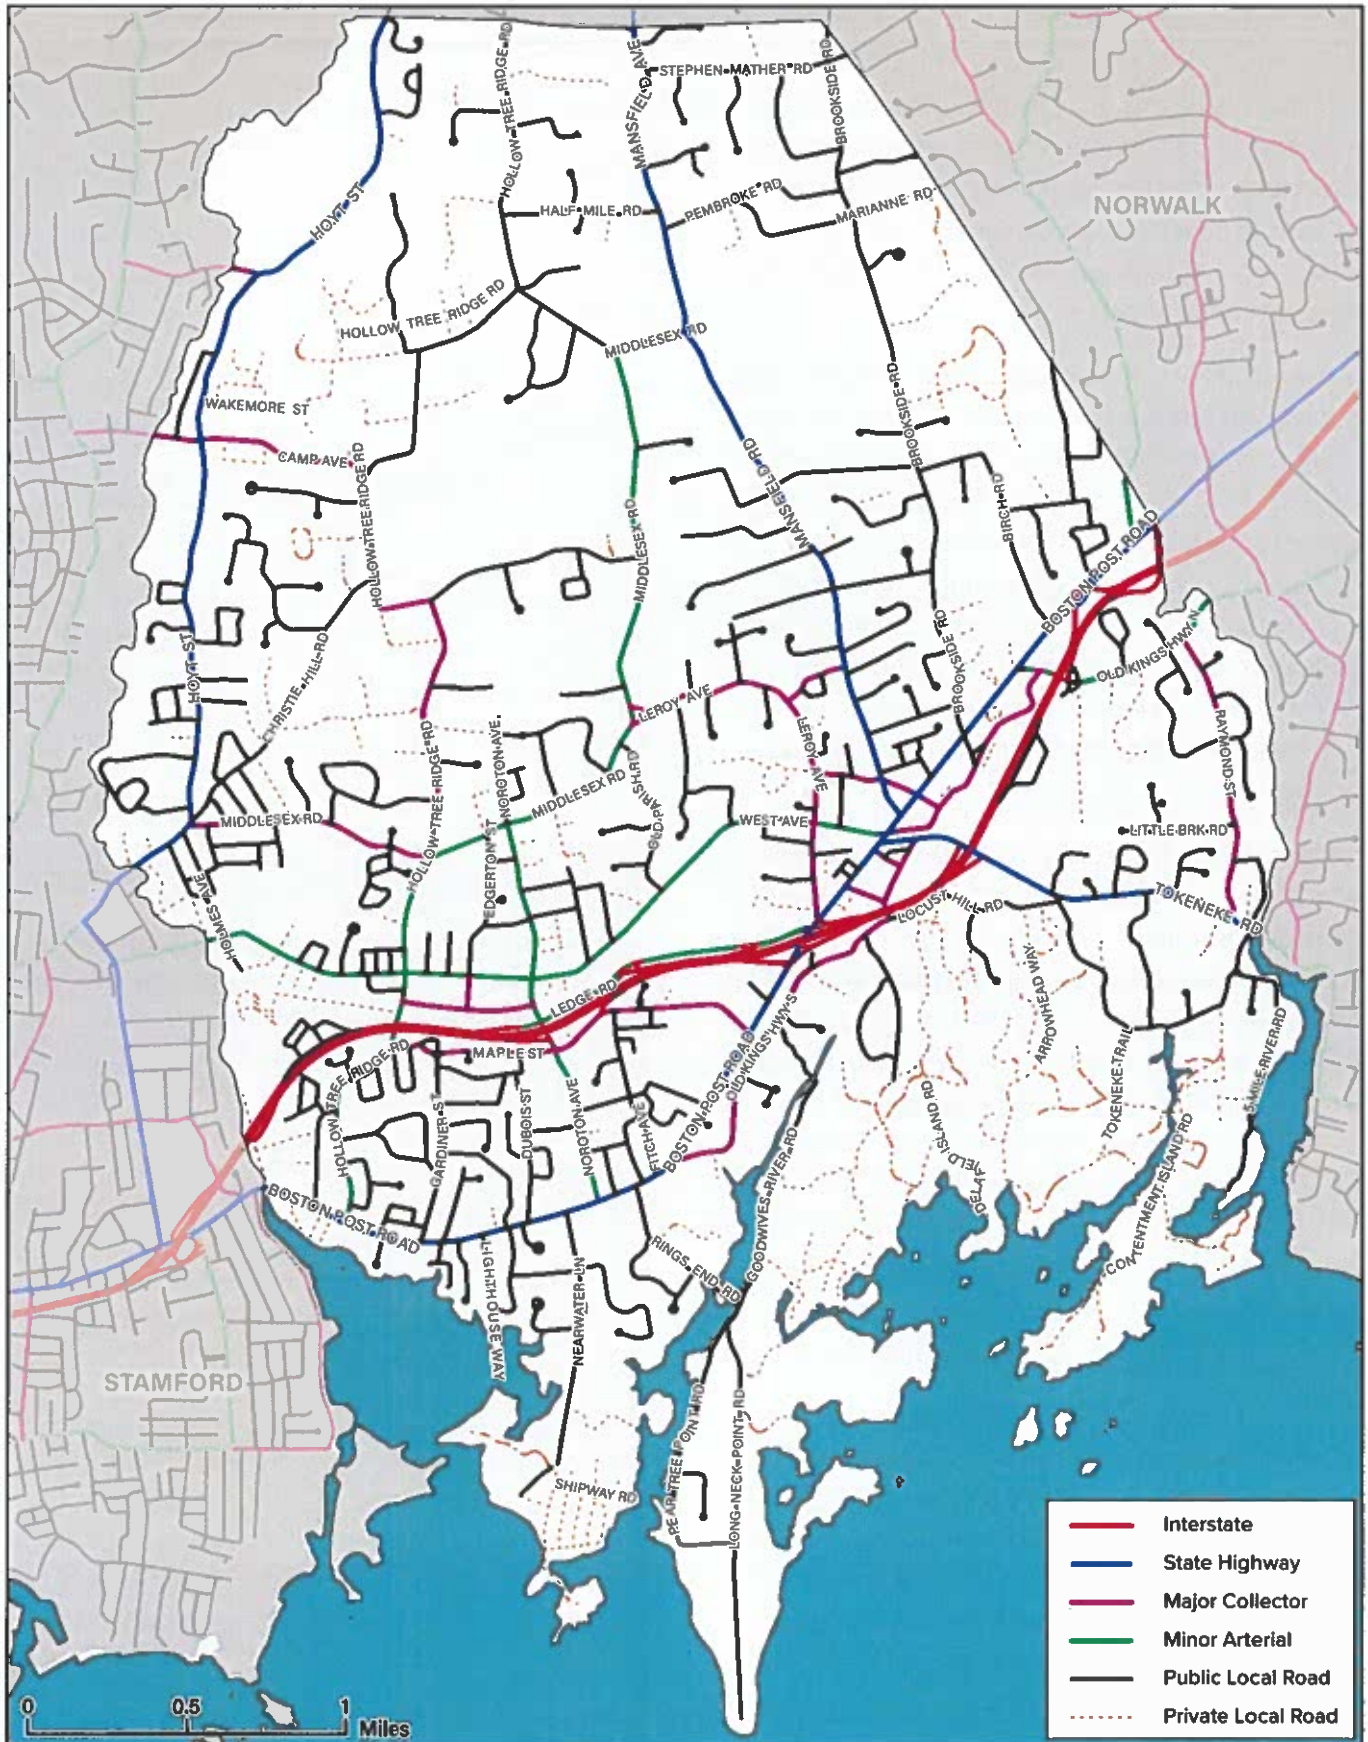 HOLLOW-TREE-RIDGE-RD
MANSFIELD AVE
STEPHEN-MATHER RD
BROOKSIDE-RD
HOYT ST
HALF-MILE-RD
PEMBROKE RD
MARIANNE RD
NORWALK
HOLLOW TREE RIDGE RD
MIDDLESEX RD
WAKEMORE ST
CAMP-AVE
BROOKSIDE-RD
MANSFIELD RD
HOLLOW-TREE-RIDGE RD
MIDDLESEX-RD
MANSFIELD RD
BIRCH-RD
BOSTON POST ROAD
HOYT ST
CHRISTIE-HILL-RD
BROOKSIDE RD
OLD KINGS HWY N
LEROY AVE
LEROY AVE
RAYMOND-ST
HOLLOW-TREE-RIDGE RD
NOROTON AVE
MIDDLESEX RD
OLD-PARISH-RD
MIDDLESEX RD
WEST-AVE
LITTLE-BRK-RD
EDGERTON ST
HOLMES-AVE
LOCUST-HILL-RD
TOKENEKE-RD
LEDGE-RD
ARROWHEAD WAY
OLD KINGS HWY S
HOLLOW-TREE-RIDGE-RD
MAPLE ST
BOSTON-POST-ROAD
GARDINER-S
DUBOIS-ST
NOROTON-AVE
FITCH-AVE
GOODWIVES-RIVER-RD
DELAFIELD-ISLAND RD
TOKENEKE-TRAIL
CONTENTMENT-ISLAND-RD
5-MILE-RIVER-RD
BOSTON POST ROAD
LIGHTHOUSE WAY
NEARWATER-LN
RINGS-END-RD
STAMFORD
PEAR-TREE-POINT-RD
LONG-NECK-POINT-RD
SHIPWAY RD
Interstate
State Highway
Major Collector
Minor Arterial
Public Local Road
Private Local Road
0 0.5 1
Miles